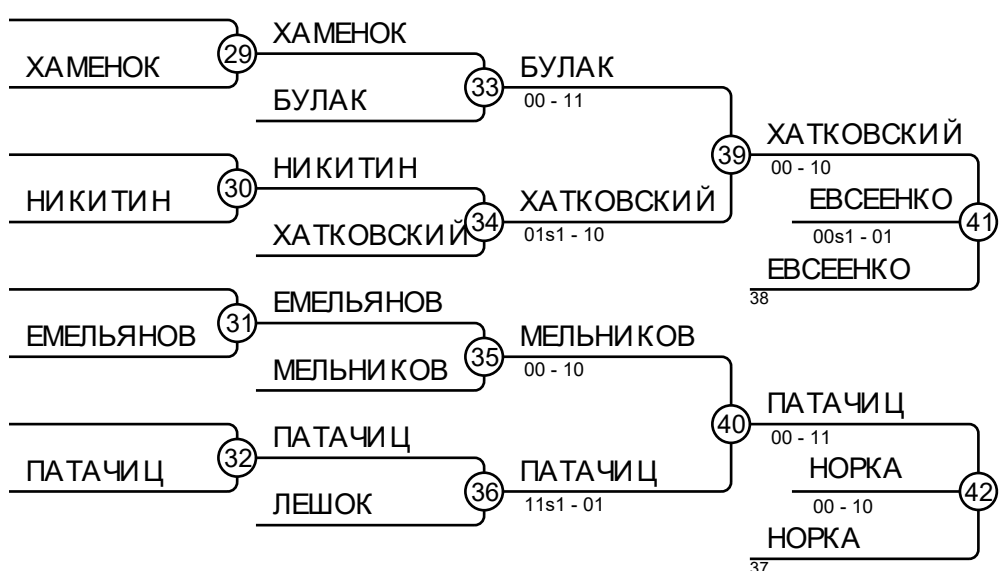 ХАМЕНОК
29
ХАМЕНОК
БУЛАК
33
БУЛАК
00 - 11
НИКИТИН
30
НИКИТИН
ХАТКОВСКИЙ
34
ХАТКОВСКИЙ
01s1 - 10
39
ХАТКОВСКИЙ
00 - 10
ЕВСЕЕНКО
00s1 - 01
41
ЕВСЕЕНКО
38
ЕМЕЛЬЯНОВ
31
ЕМЕЛЬЯНОВ
МЕЛЬНИКОВ
35
МЕЛЬНИКОВ
00 - 10
ПАТАЧИЦ
32
ПАТАЧИЦ
ЛЕШОК
36
ПАТАЧИЦ
11s1 - 01
40
ПАТАЧИЦ
00 - 11
НОРКА
00 - 10
42
НОРКА
37